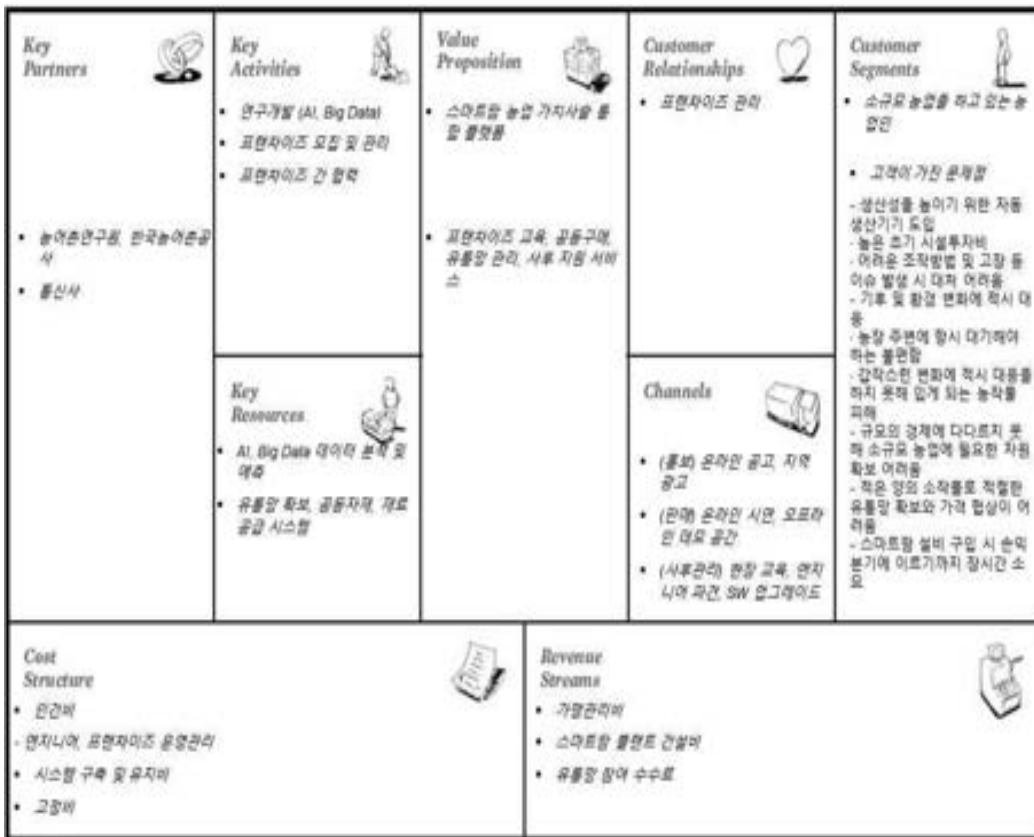 Key
Partners
• 농어촌연구원, 한국농어촌공
사
• 통신사
Key
Activities
• 연구개발 (AI, Big Data)
• 프랜차이즈 모집 및 관리
• 프랜차이즈 간 협력
Key
Resources
• AI, Big Data 데이터 분석 및
예측
• 유통망 확보, 공동자재, 재료
공급 시스템
Value
Proposition
• 스마트팜 농업 가치사슬 통
합 플랫폼
• 프랜차이즈 교육, 공동구매,
유통망 관리, 사후 지원 서비
스
Customer
Relationships
• 프랜차이즈 관리
Channels
• (홍보) 온라인 광고, 지역
광고
• (판매) 온라인 시연, 오프라
인 데모 공간
• (사후관리) 현장 교육, 엔지
니어 파견, SW 업그레이드
Customer
Segments
• 소규모 농업을 하고 있는 농
업인
• 고객이 가진 문제점
- 생산성을 높이기 위한 자동
생산기기 도입
- 높은 초기 시설투자비
- 어려운 조작방법 및 고장 등
이슈 발생 시 대처 어려움
- 기후 및 환경 변화에 적시 대
응
- 농장 주변에 항시 대기해야
하는 불편함
- 갑작스런 변화에 적시 대응을
하지 못해 입게 되는 농작물
피해
- 규모의 경제에 다다르지 못
해 소규모 농업에 필요한 자원
확보 어려움
- 적은 양의 소작물로 적절한
유통망 확보와 가격 협상이 어
려움
- 스마트팜 설비 구입 시 손익
분기에 이르기까지 장시간 소
요
Cost
Structure
• 인건비
- 엔지니어, 프랜차이즈 운영관리
• 시스템 구축 및 유지비
• 고정비
Revenue
Streams
• 가맹관리비
• 스마트팜 플랜트 건설비
• 유통망 참여 수수료